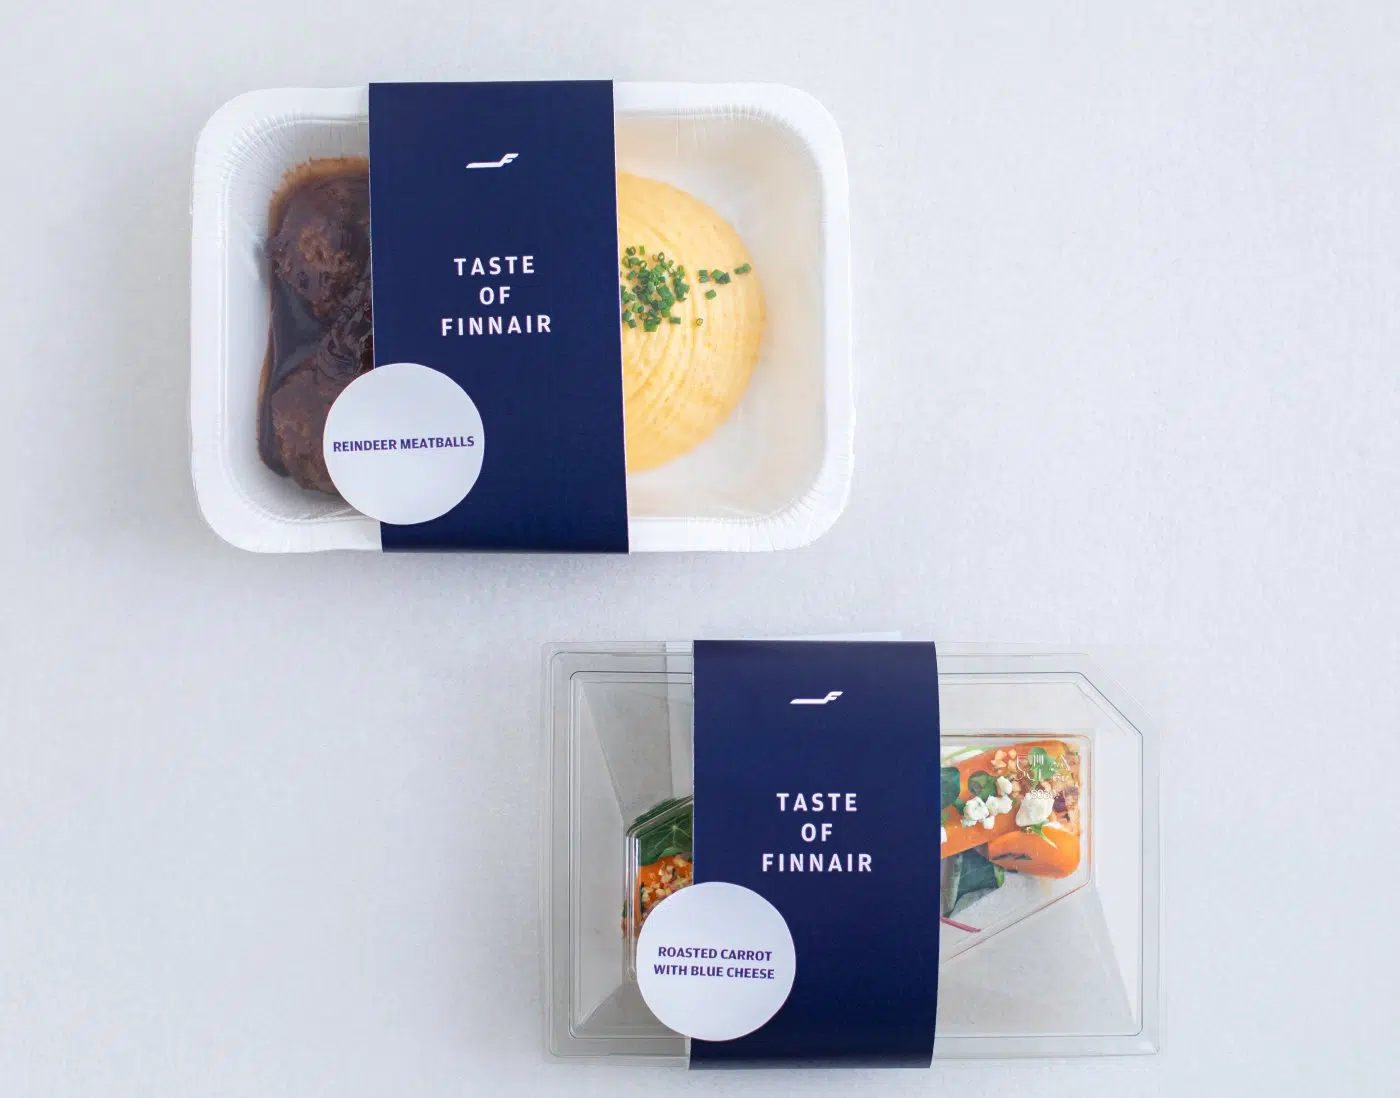 TASTE
OF
FINNAIR
REINDEER MEATBALLS
TASTE
OF
FINNAIR
ROASTED CARROT
WITH BLUE CHEESE